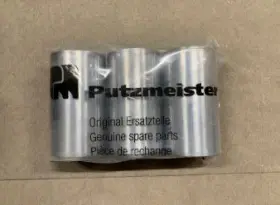 Putzmeister
Original Ersatzteile
Genuine spare parts
Pièce de rechange